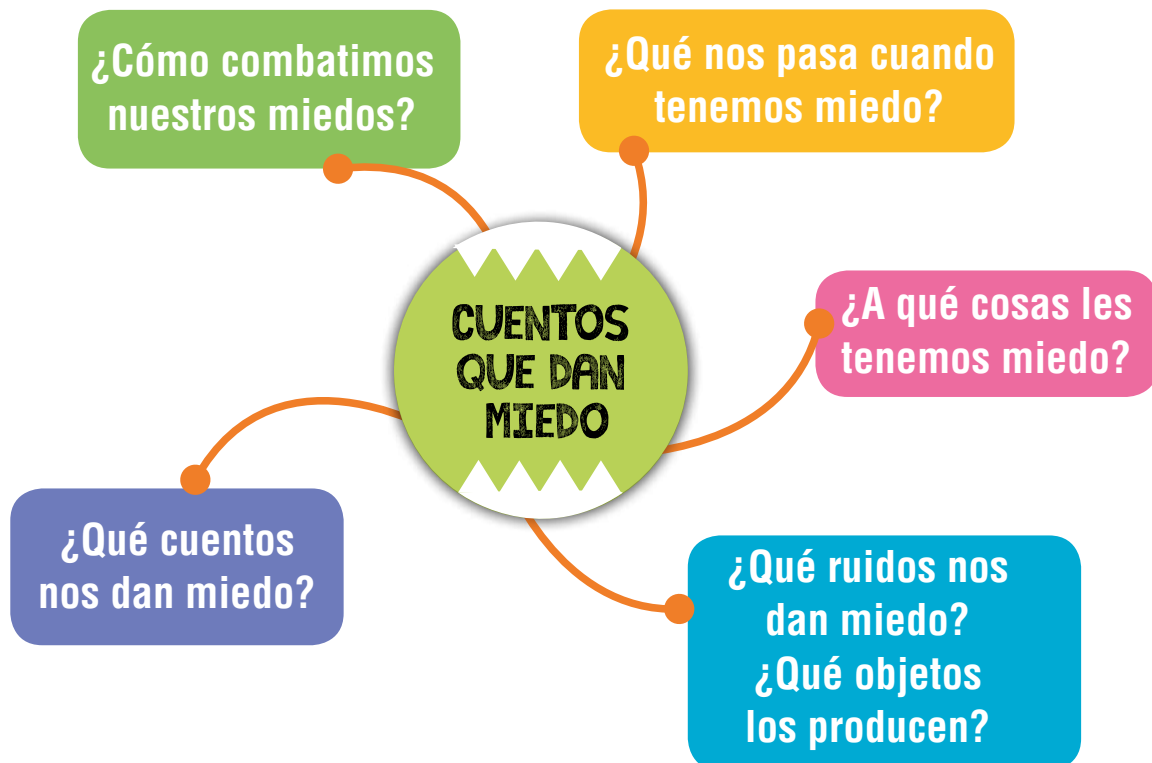 ¿Cómo combatimos
nuestros miedos?
¿Qué nos pasa cuando
tenemos miedo?
CUENTOS
QUE DAN
MIEDO
¿A qué cosas les
tenemos miedo?
¿Qué cuentos
nos dan miedo?
¿Qué ruidos nos
dan miedo?
¿Qué objetos
los producen?